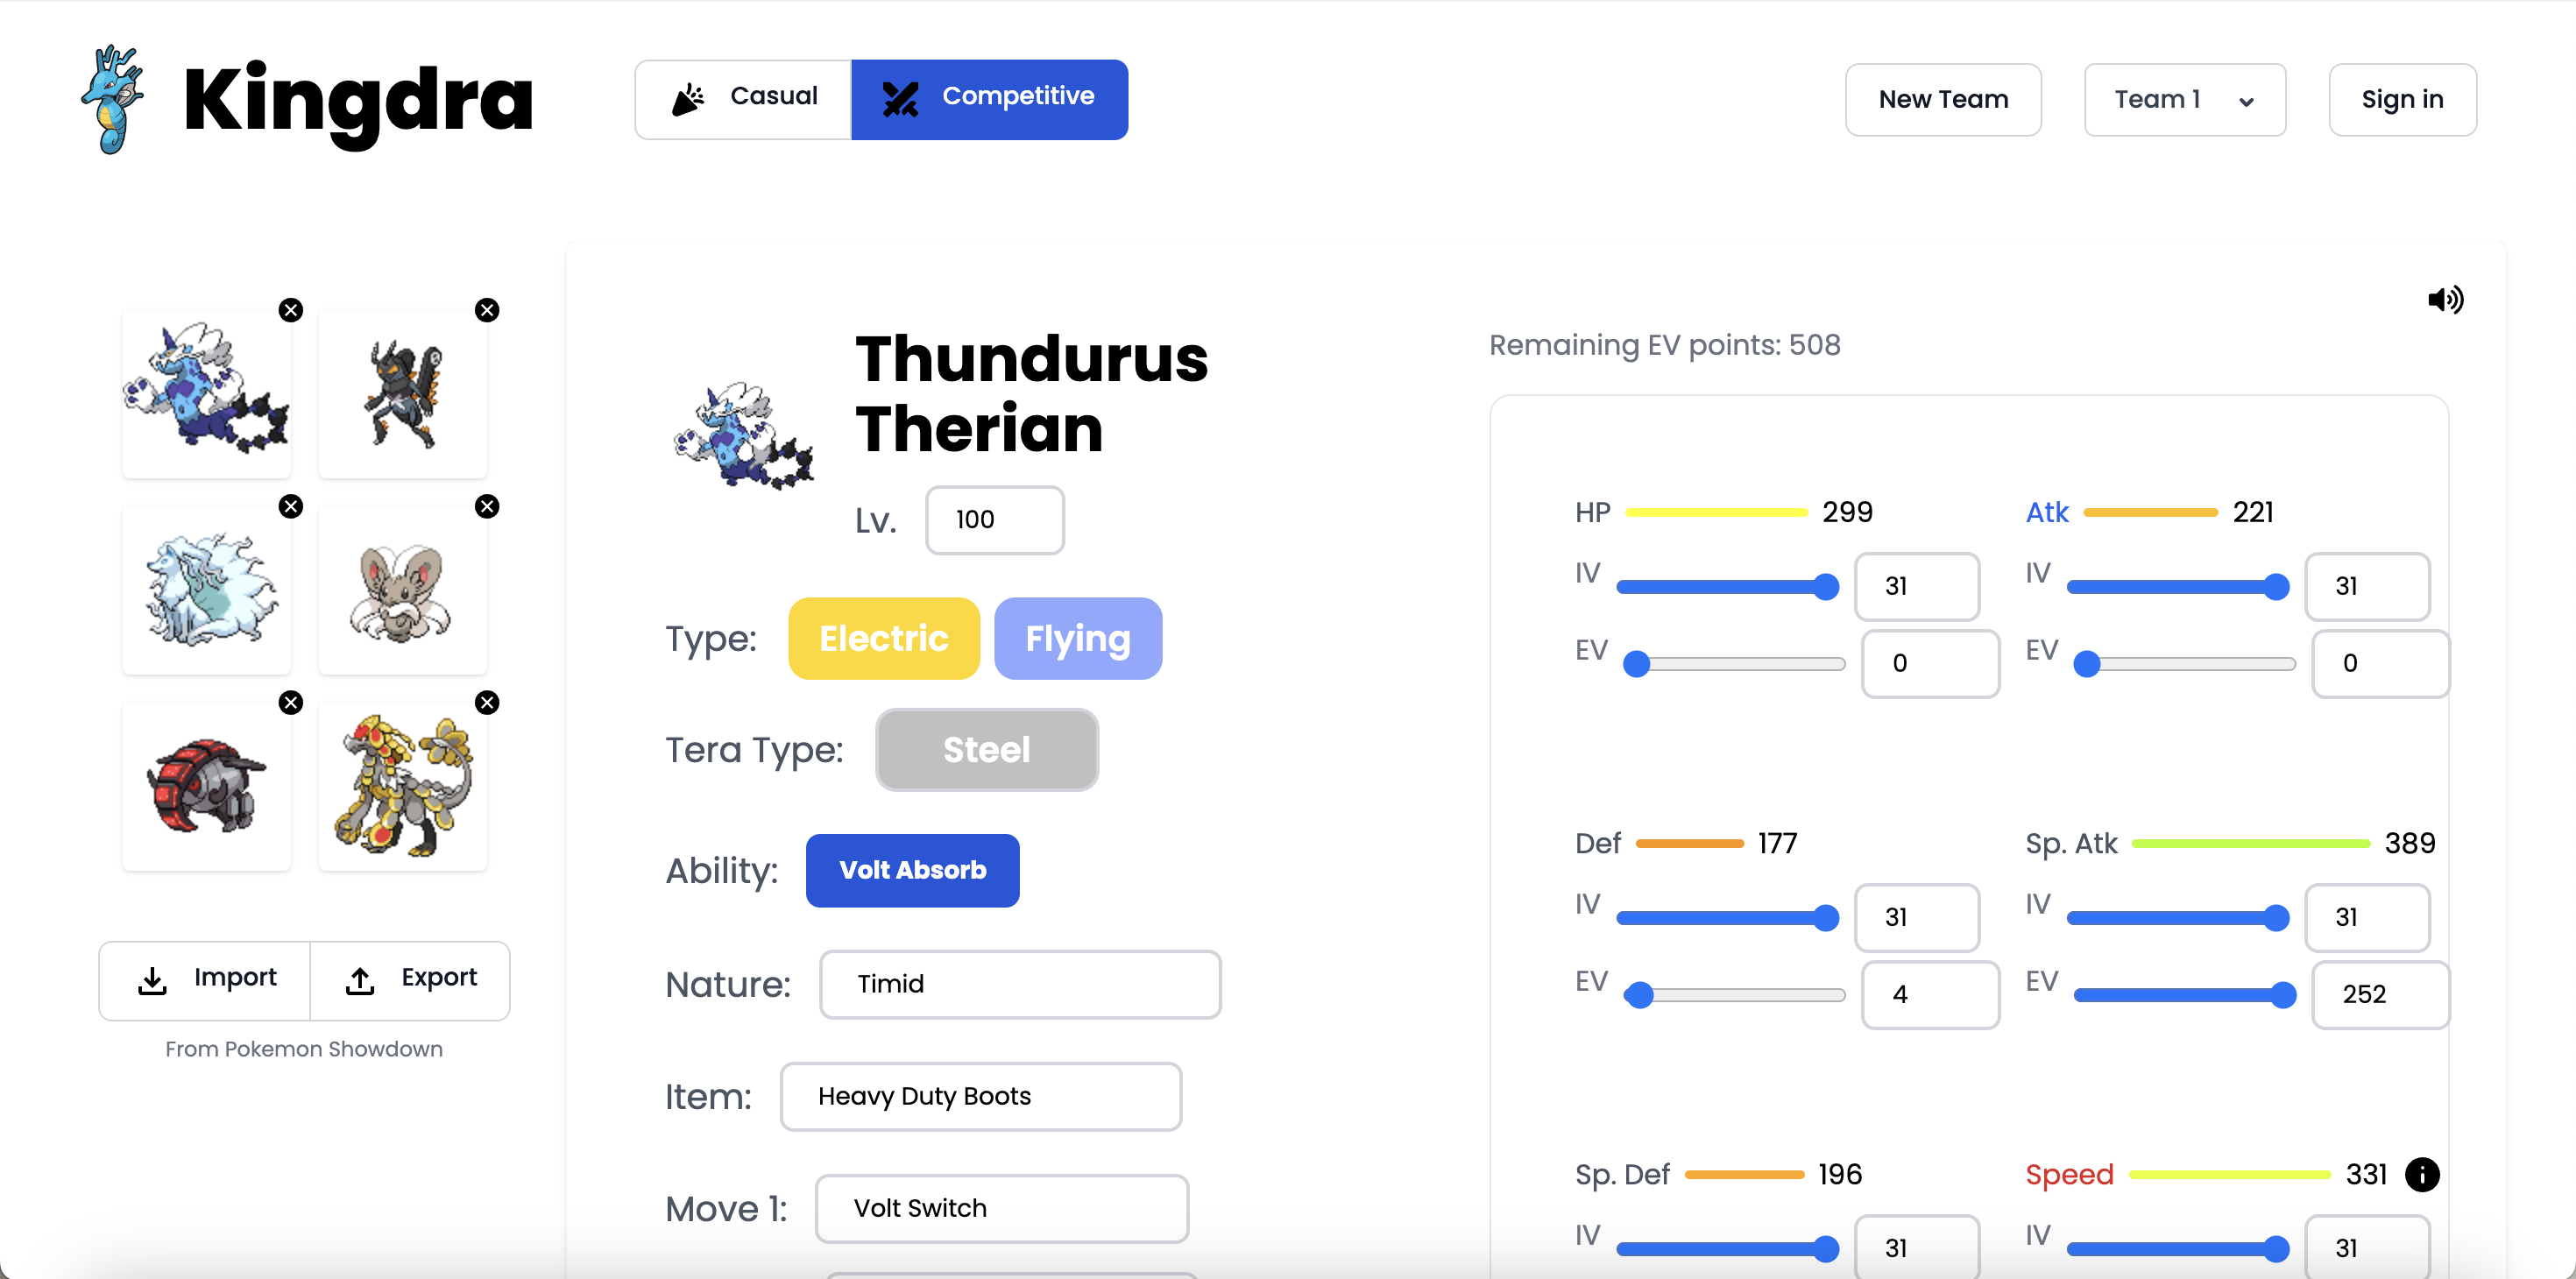 Kingdra
Casual
Competitive
New Team
Team 1
Sign in
Import
Export
From Pokemon Showdown
Thundurus
Therian
Lv. 100
Type: Electric Flying
Tera Type: Steel
Ability: Volt Absorb
Nature: Timid
Item: Heavy Duty Boots
Move 1: Volt Switch
Remaining EV points: 508
HP 299
IV 31
EV 0
Atk 221
IV 31
EV 0
Def 177
IV 31
EV 4
Sp. Atk 389
IV 31
EV 252
Sp. Def 196
IV 31
Speed 331
IV 31